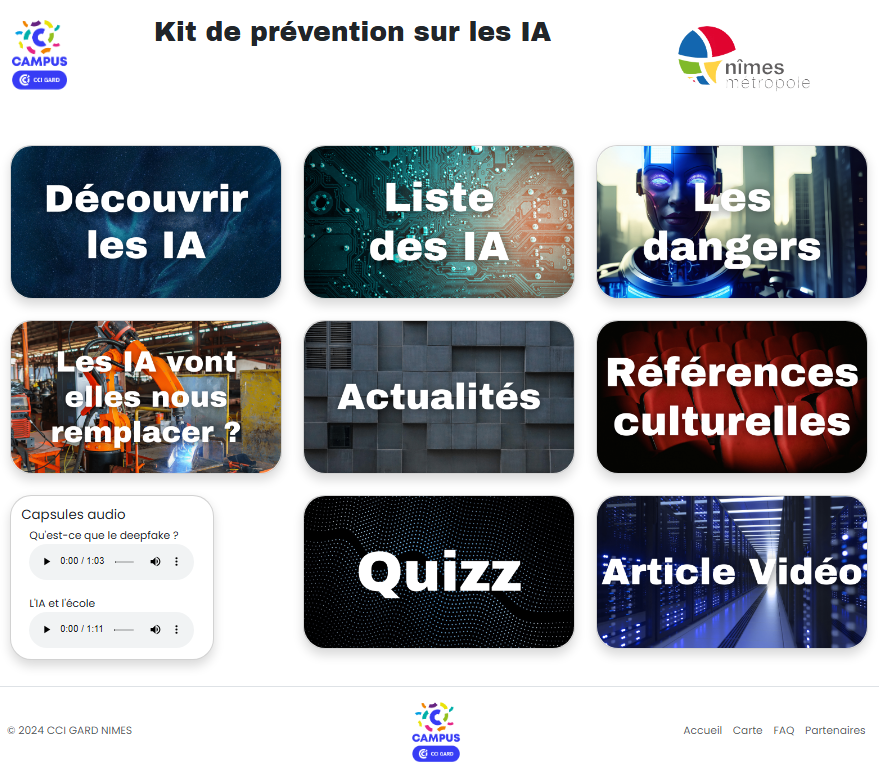 Kit de prévention sur les IA
CAMPUS
CCI GARD
nîmes
métropole
Découvrir
les IA
Liste
des IA
Les
dangers
Les IA vont
elles nous
remplacer ?
Actualités
Références
culturelles
Capsules audio
Qu'est-ce que le deepfake ?
0:00 / 1:03
L'IA et l'école
0:00 / 1:11
Quizz
Article Vidéo
© 2024 CCI GARD NIMES
CAMPUS
CCI GARD
Accueil Carte FAQ Partenaires